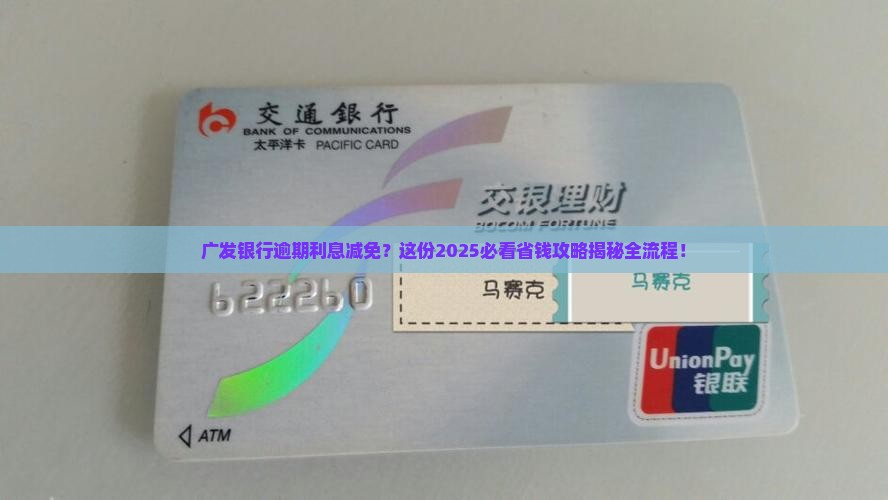 交通銀行
BANK OF COMMUNICATIONS
太平洋卡 PACIFIC CARD
交银理财
BOCOM FORTUNE
广发银行逾期利息减免？这份2025必看省钱攻略揭秘全流程！
622260
马赛克
马赛克
UnionPay
银联
ATM